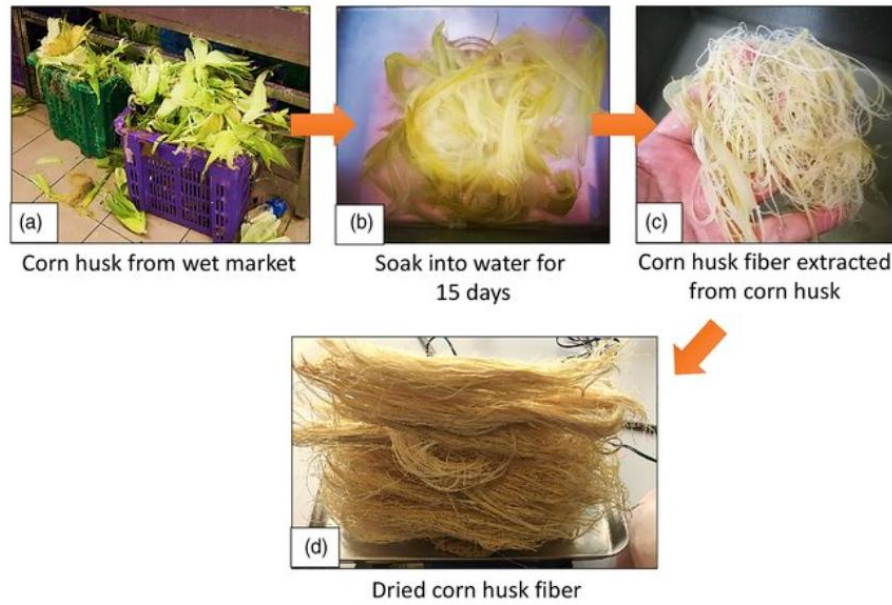 (a)
Corn husk from wet market
(b)
Soak into water for
15 days
(c)
Corn husk fiber extracted
from corn husk
(d)
Dried corn husk fiber